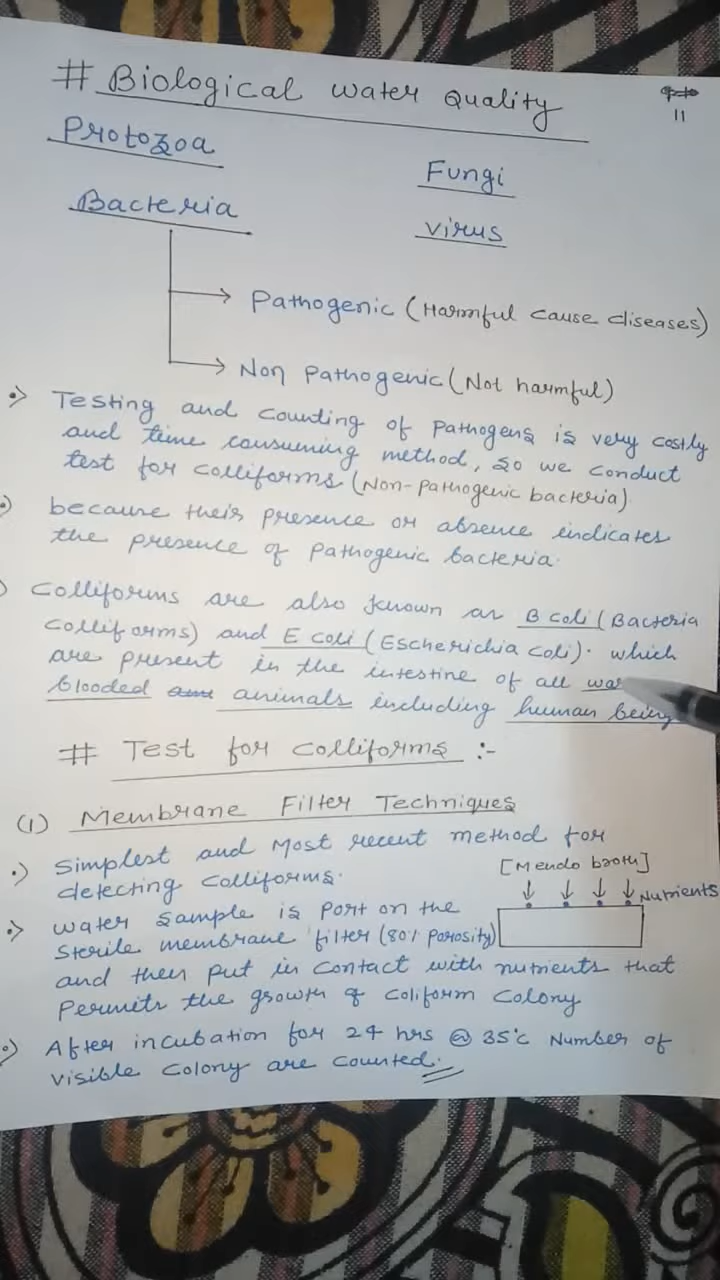 # Biological water Quality
11
Protozoa
Fungi
Bacteria
Virus
Pathogenic (Harmful cause diseases)
Non Pathogenic (Not harmful)
Testing and counting of Pathogens is very costly
and time consuming method, so we conduct
test for colliforms (Non-pathogenic bacteria)
because their presence or absence indicates
the presence of pathogenic bacteria.
Colliforms are also known as B coli (Bacteria
colliforms) and E coli (Escherichia coli). which
are present in the intestine of all wa
blooded animals including human being
# Test for colliforms :-
(1) Membrane Filter Techniques
Simplest and Most recent method for
detecting Colliforms.
[Mendo broth]
Nutrients
water sample is Port on the
sterile membrane filter (80% Porosity)
and then put in contact with nutrients that
Permits the growth of coliform colony
After incubation for 24 hrs @ 35°c Number of
visible colony are counted.